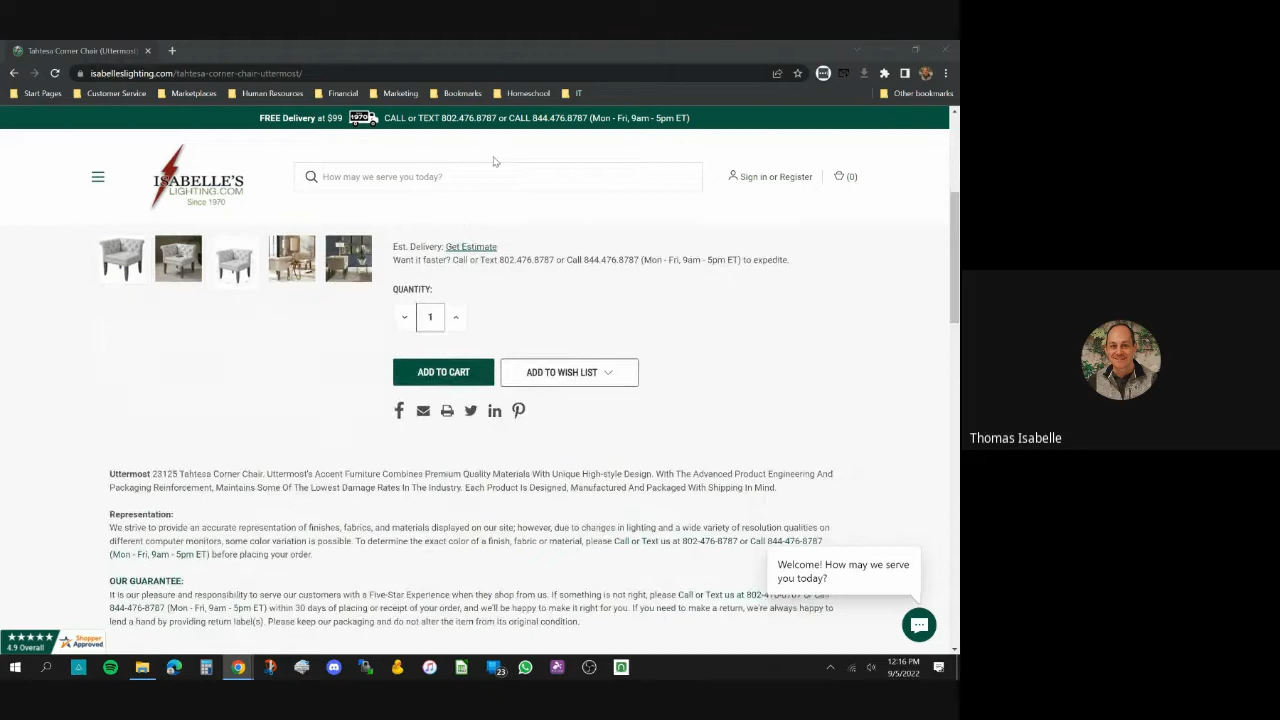 Tahtesa Corner Chair (Uttermost)
isabelleslighting.com/tahtesa-corner-chair-uttermost/
Start Pages Customer Service Marketplaces Human Resources Financial Marketing Bookmarks Homeschool IT Other bookmarks
FREE Delivery at $99 1970 CALL or TEXT 802.476.8787 or CALL 844.476.8787 (Mon - Fri, 9am - 5pm ET)
ISABELLE'S
LIGHTING.COM
Since 1970
How may we serve you today?
Sign in or Register
(0)
Est. Delivery: Get Estimate
Want it faster? Call or Text 802.476.8787 or Call 844.476.8787 (Mon - Fri, 9am - 5pm ET) to expedite.
QUANTITY:
1
ADD TO CART ADD TO WISH LIST
Thomas Isabelle
Uttermost 23125 Tahtesa Corner Chair. Uttermost's Accent Furniture Combines Premium Quality Materials With Unique High-style Design. With The Advanced Product Engineering And
Packaging Reinforcement, Maintains Some Of The Lowest Damage Rates In The Industry. Each Product Is Designed, Manufactured And Packaged With Shipping In Mind.
Representation:
We strive to provide an accurate representation of finishes, fabrics, and materials displayed on our site; however, due to changes in lighting and a wide variety of resolution qualities on
different computer monitors, some color variation is possible. To determine the exact color of a finish, fabric or material, please Call or Text us at 802-476-8787 or Call 844-476-8787
(Mon - Fri, 9am - 5pm ET) before placing your order.
Welcome! How may we serve
you today?
OUR GUARANTEE:
It is our pleasure and responsibility to serve our customers with a Five-Star Experience when they shop from us. If something is not right, please Call or Text us at 802-476-8787 or Call
844-476-8787 (Mon - Fri, 9am - 5pm ET) within 30 days of placing or receipt of your order, and we'll be happy to make it right for you. If you need to make a return, we're always happy to
lend a hand by providing return label(s). Please keep our packaging and do not alter the item from its original condition.
4.9 Overall
Shopper
Approved
23
12:16 PM
9/5/2022